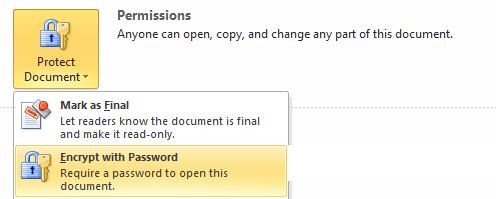 Permissions
Anyone can open, copy, and change any part of this document.
Protect
Document
Mark as Final
Let readers know the document is final
and make it read-only.
Encrypt with Password
Require a password to open this
document.